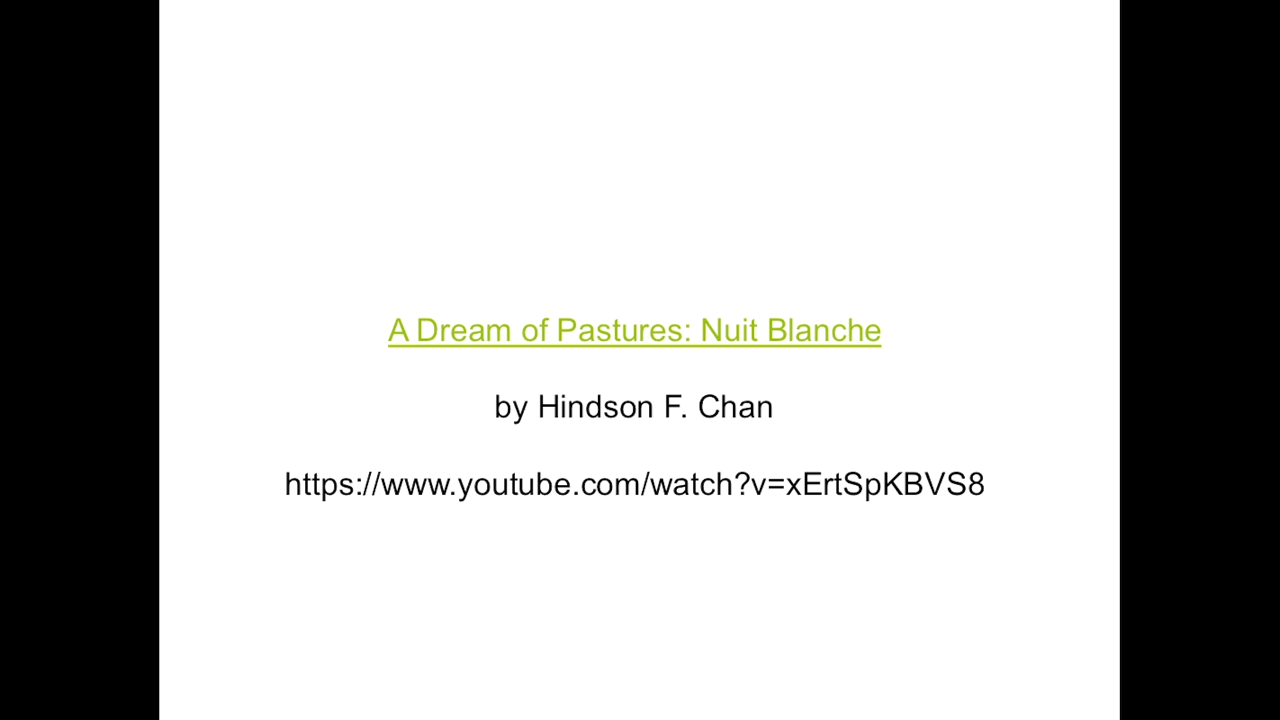 A Dream of Pastures: Nuit Blanche
by Hindson F. Chan
https://www.youtube.com/watch?v=xErtSpKBVS8